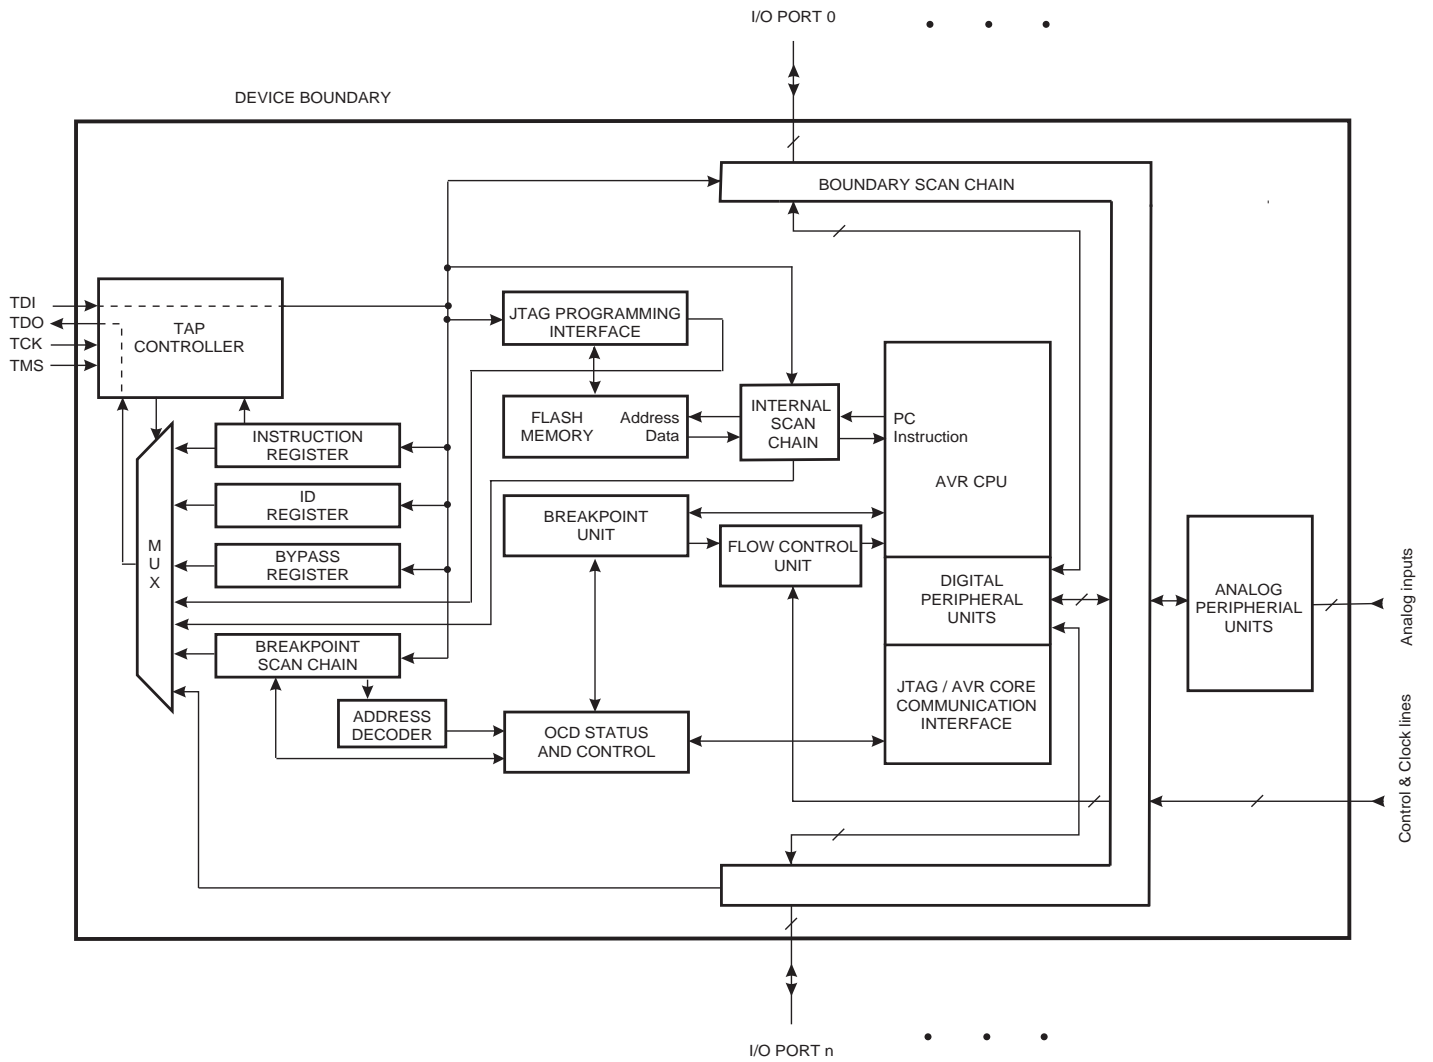 I/O PORT 0
DEVICE BOUNDARY
BOUNDARY SCAN CHAIN
TDI
TDO
TCK
TMS
TAP
CONTROLLER
JTAG PROGRAMMING
INTERFACE
FLASH
MEMORY
Address
Data
INTERNAL
SCAN
CHAIN
PC
Instruction
AVR CPU
INSTRUCTION
REGISTER
ID
REGISTER
BYPASS
REGISTER
M
U
X
BREAKPOINT
UNIT
FLOW CONTROL
UNIT
DIGITAL
PERIPHERAL
UNITS
ANALOG
PERIPHERIAL
UNITS
Analog inputs
BREAKPOINT
SCAN CHAIN
ADDRESS
DECODER
OCD STATUS
AND CONTROL
JTAG / AVR CORE
COMMUNICATION
INTERFACE
Control & Clock lines
I/O PORT n